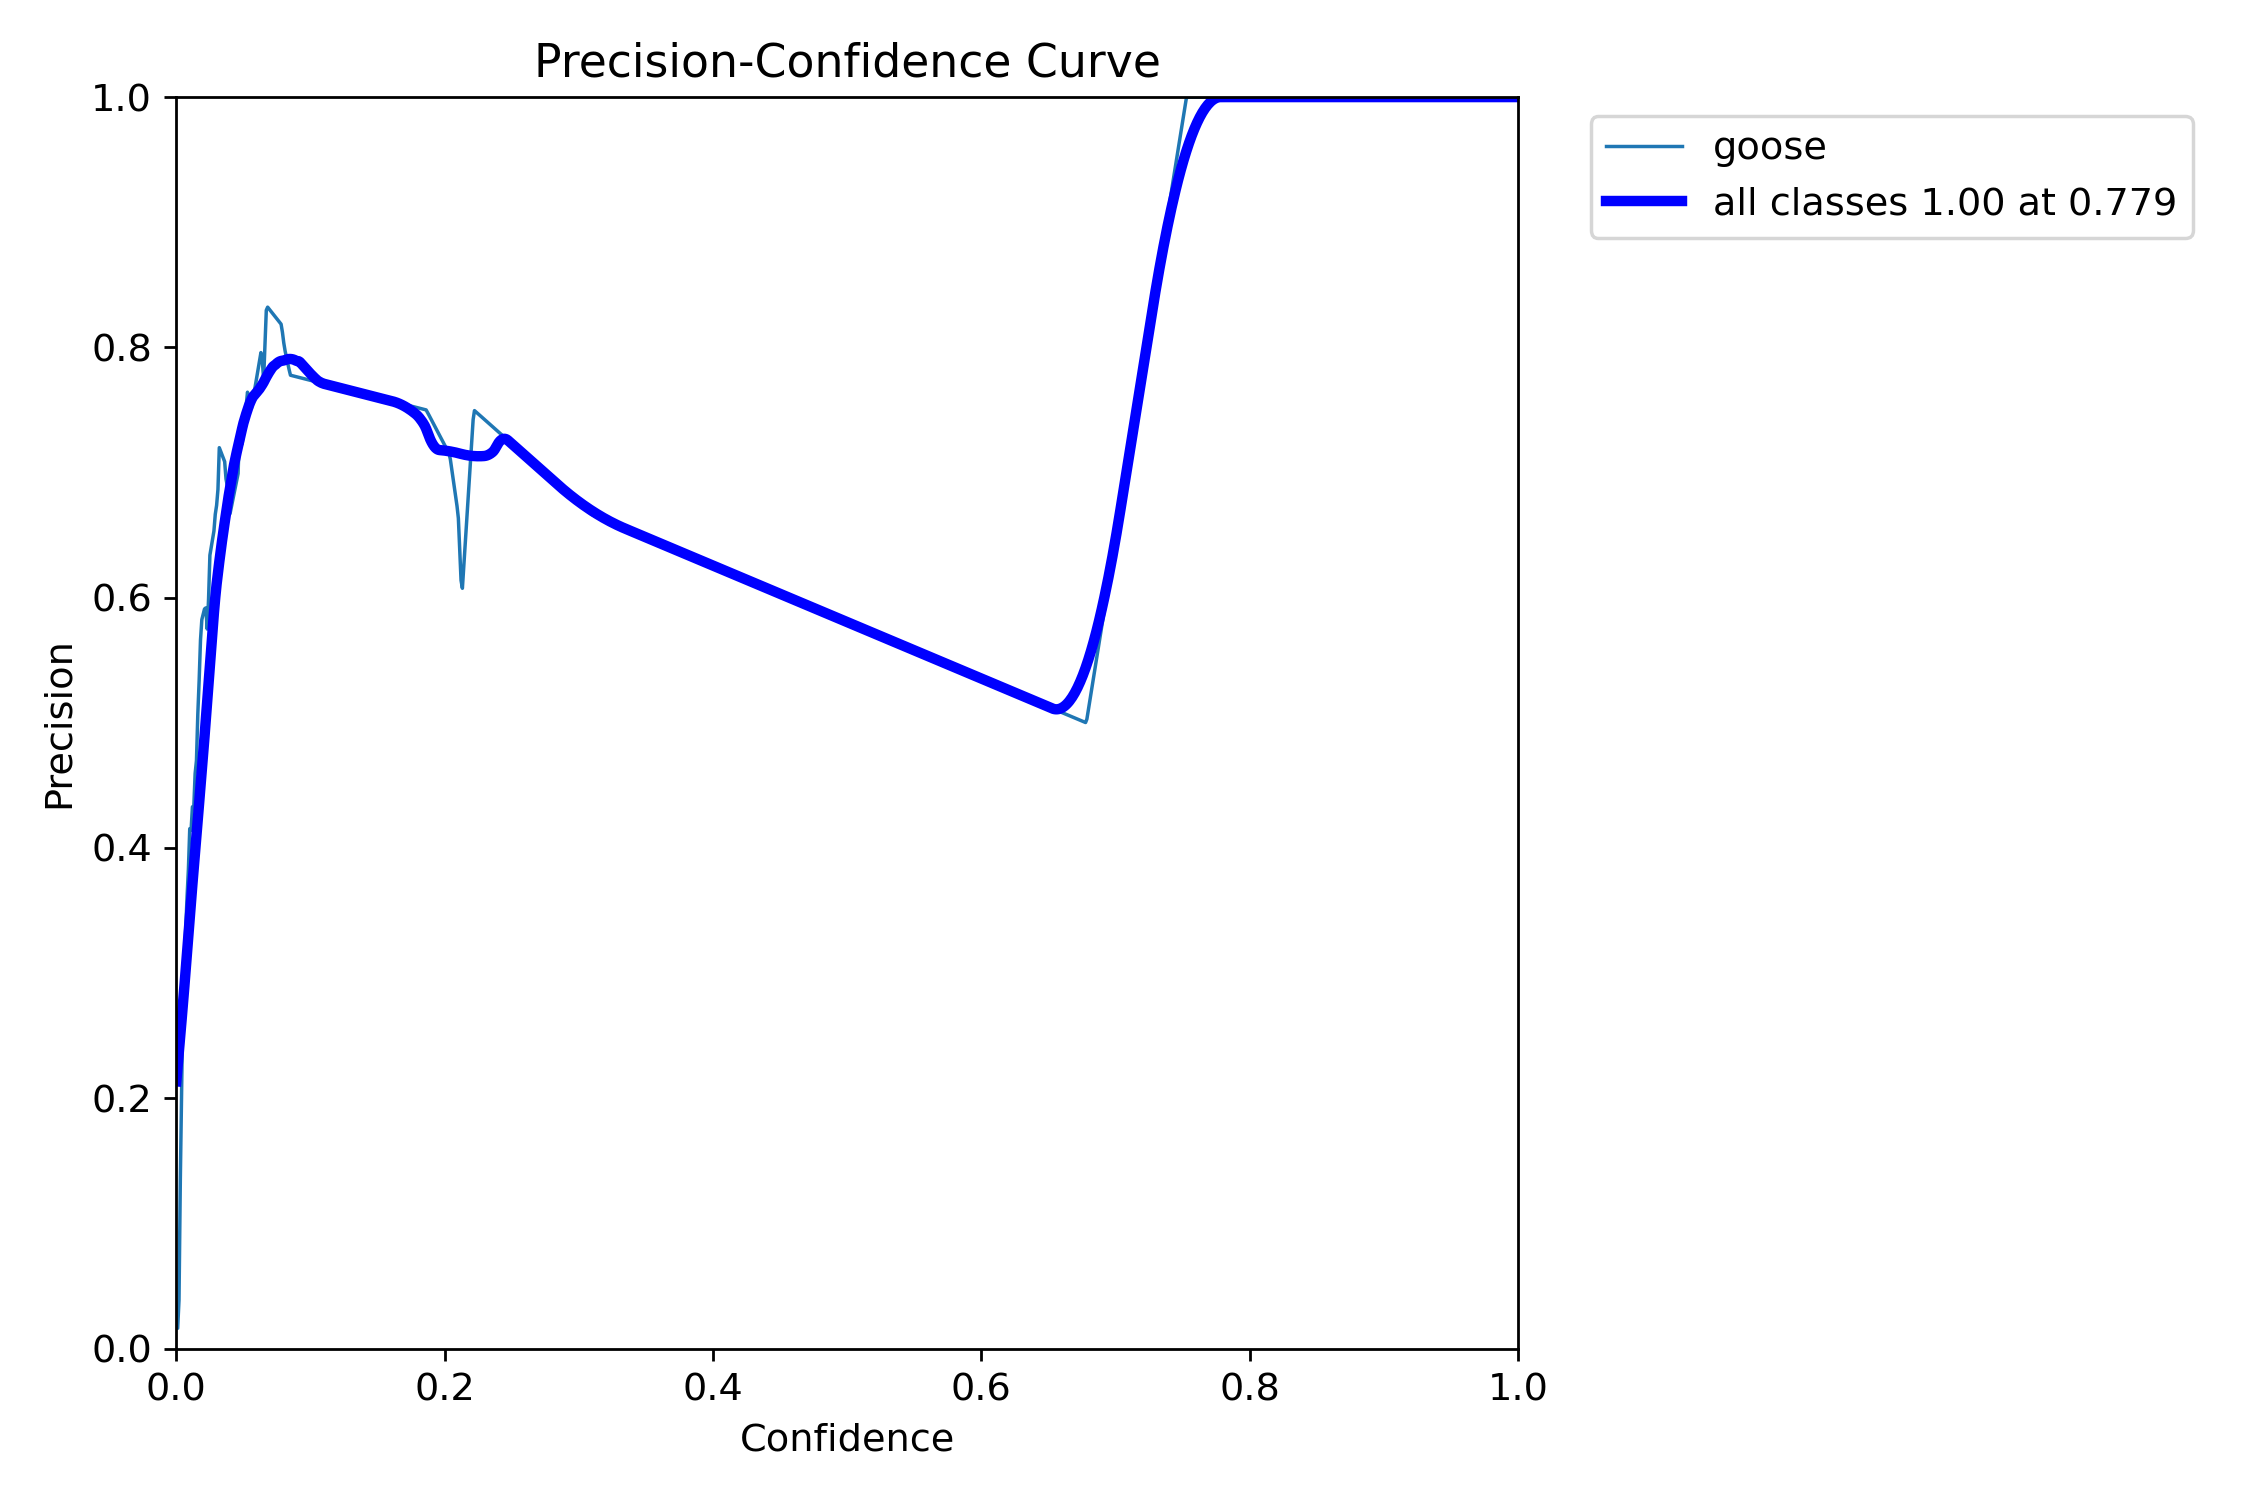 Precision-Confidence Curve
1.0
0.8
0.6
0.4
0.2
0.0
Precision
0.0 0.2 0.4 0.6 0.8 1.0
Confidence
goose
all classes 1.00 at 0.779